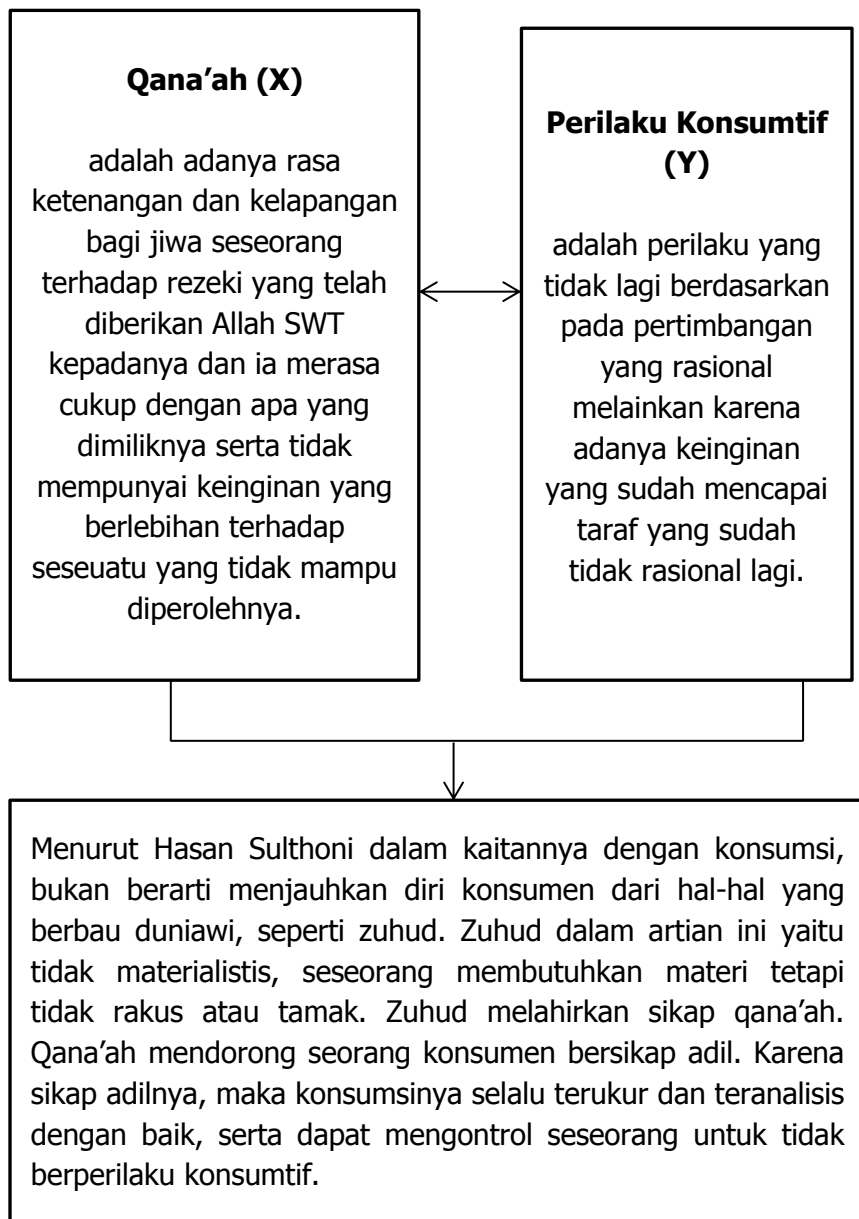 Qana’ah (X)
adalah adanya rasa
ketenangan dan kelapangan
bagi jiwa seseorang
terhadap rezeki yang telah
diberikan Allah SWT
kepadanya dan ia merasa
cukup dengan apa yang
dimiliknya serta tidak
mempunyai keinginan yang
berlebihan terhadap
seseuatu yang tidak mampu
diperolehnya.
Perilaku Konsumtif
(Y)
adalah perilaku yang
tidak lagi berdasarkan
pada pertimbangan
yang rasional
melainkan karena
adanya keinginan
yang sudah mencapai
taraf yang sudah
tidak rasional lagi.
Menurut Hasan Sulthoni dalam kaitannya dengan konsumsi,
bukan berarti menjauhkan diri konsumen dari hal-hal yang
berbau duniawi, seperti zuhud. Zuhud dalam artian ini yaitu
tidak materialistis, seseorang membutuhkan materi tetapi
tidak rakus atau tamak. Zuhud melahirkan sikap qana’ah.
Qana’ah mendorong seorang konsumen bersikap adil. Karena
sikap adilnya, maka konsumsinya selalu terukur dan teranalisis
dengan baik, serta dapat mengontrol seseorang untuk tidak
berperilaku konsumtif.